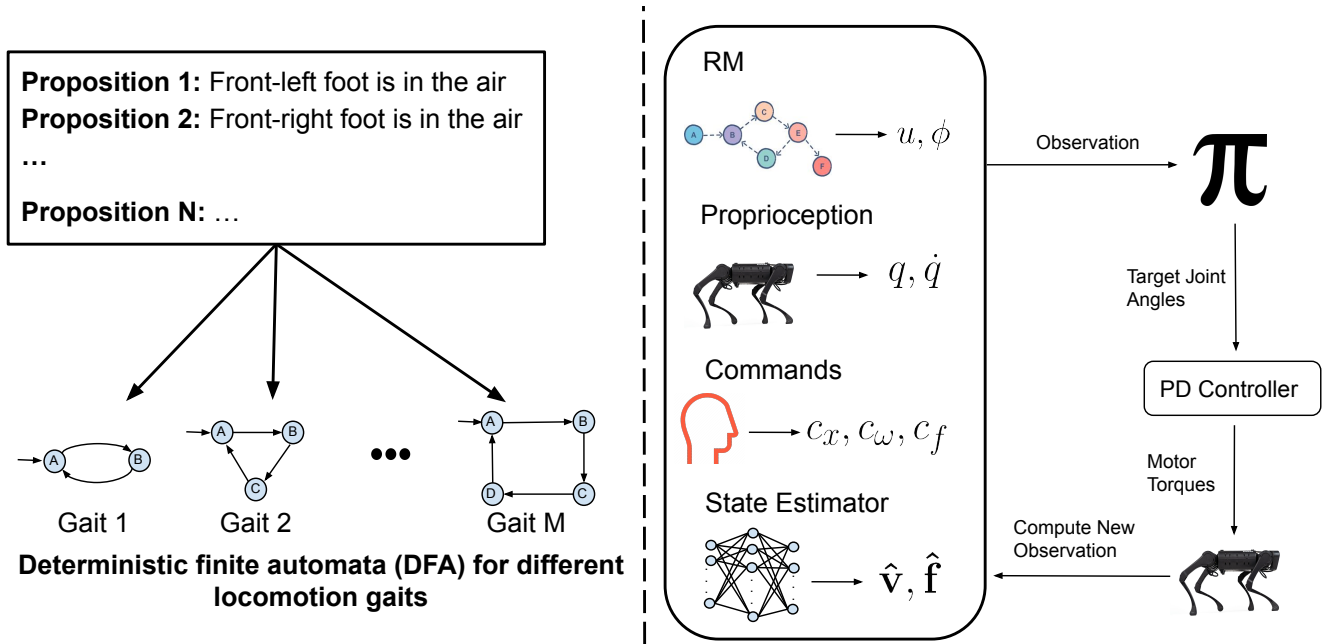 Proposition 1: Front-left foot is in the air
Proposition 2: Front-right foot is in the air
...
Proposition N: ...
A
B
Gait 1
A
B
C
Gait 2
•••
A
B
D
C
Gait M
Deterministic finite automata (DFA) for different
locomotion gaits
RM
A
B
C
D
E
F
u, ϕ
Proprioception
q, q̇
Commands
c_x, c_ω, c_f
State Estimator
v̂, f̂
Observation
π
Target Joint
Angles
PD Controller
Motor
Torques
Compute New
Observation